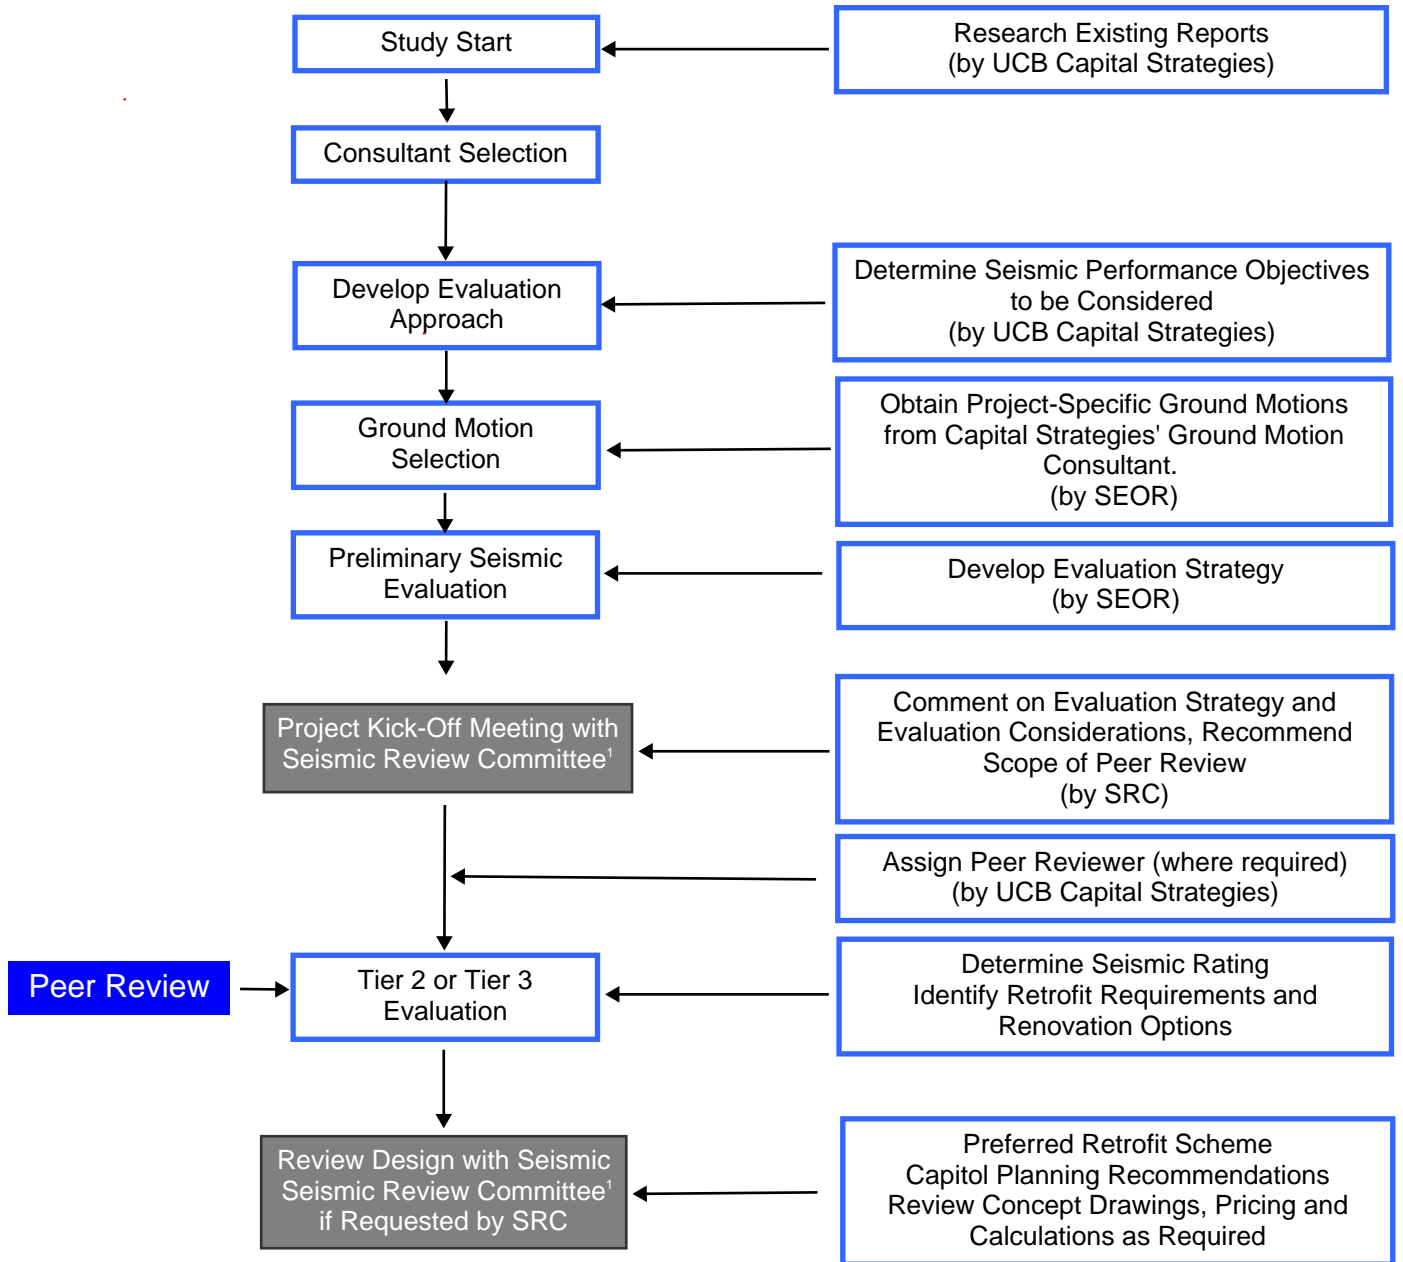 Study Start
Research Existing Reports
(by UCB Capital Strategies)
Consultant Selection
Develop Evaluation
Approach
Determine Seismic Performance Objectives
to be Considered
(by UCB Capital Strategies)
Ground Motion
Selection
Obtain Project-Specific Ground Motions
from Capital Strategies' Ground Motion
Consultant.
(by SEOR)
Preliminary Seismic
Evaluation
Develop Evaluation Strategy
(by SEOR)
Project Kick-Off Meeting with
Seismic Review Committee¹
Comment on Evaluation Strategy and
Evaluation Considerations, Recommend
Scope of Peer Review
(by SRC)
Assign Peer Reviewer (where required)
(by UCB Capital Strategies)
Peer Review
Tier 2 or Tier 3
Evaluation
Determine Seismic Rating
Identify Retrofit Requirements and
Renovation Options
Review Design with Seismic
Seismic Review Committee¹
if Requested by SRC
Preferred Retrofit Scheme
Capitol Planning Recommendations
Review Concept Drawings, Pricing and
Calculations as Required